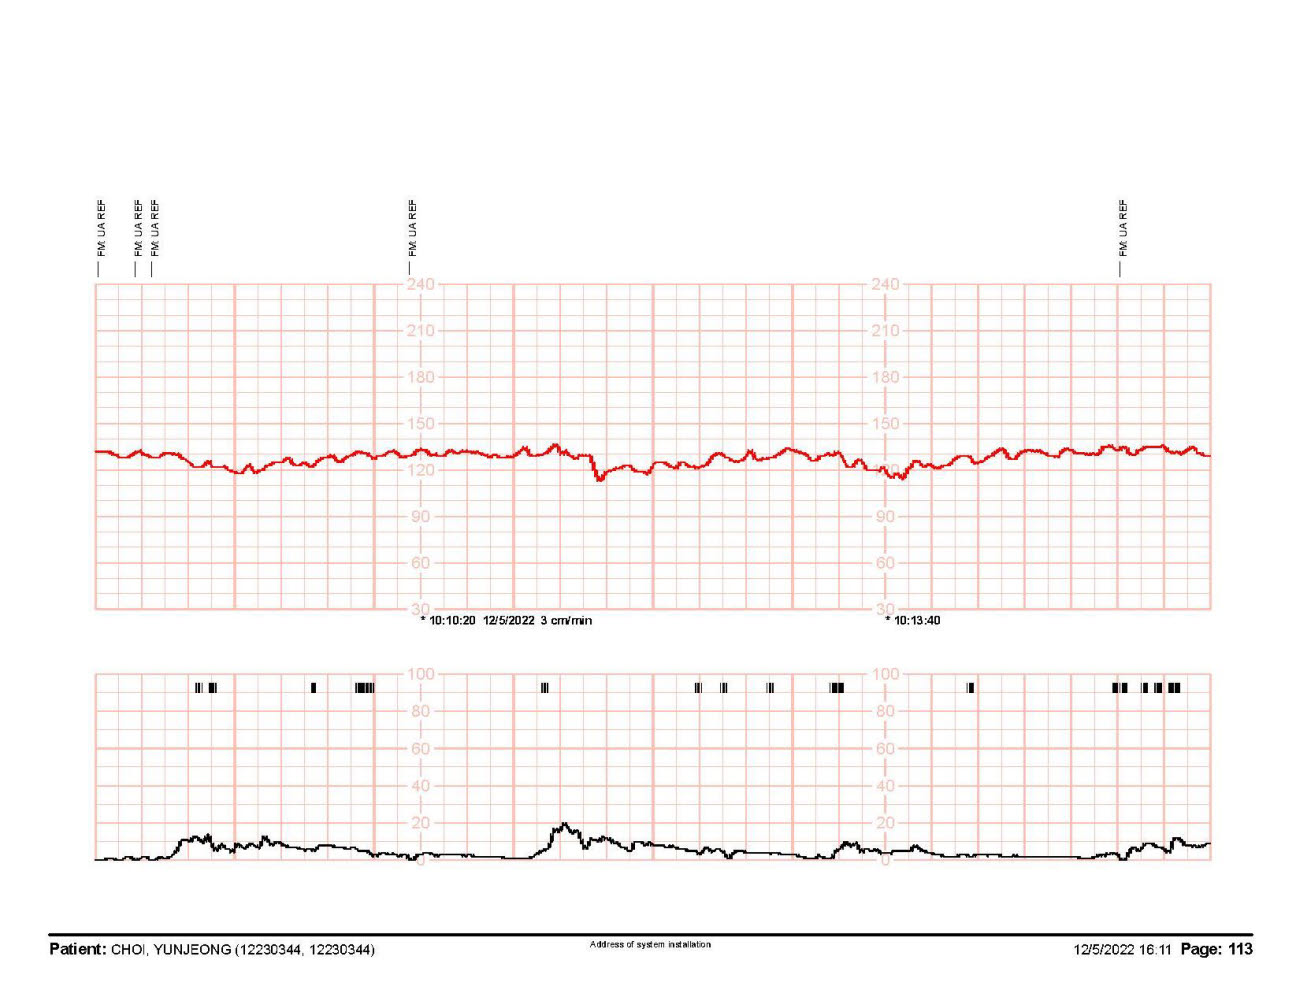 FM: UA REF
FM: UA REF
FM: UA REF
FM: UA REF
FM: UA REF
240 240
210 210
180 180
150 150
120 120
90 90
60 60
30 30
* 10:10:20 12/5/2022 3 cm/min * 10:13:40
100 100
80 80
60 60
40 40
20 20
0 0
Patient: CHOI, YUNJEONG (12230344, 12230344) Address of system installation 12/5/2022 16:11 Page: 113